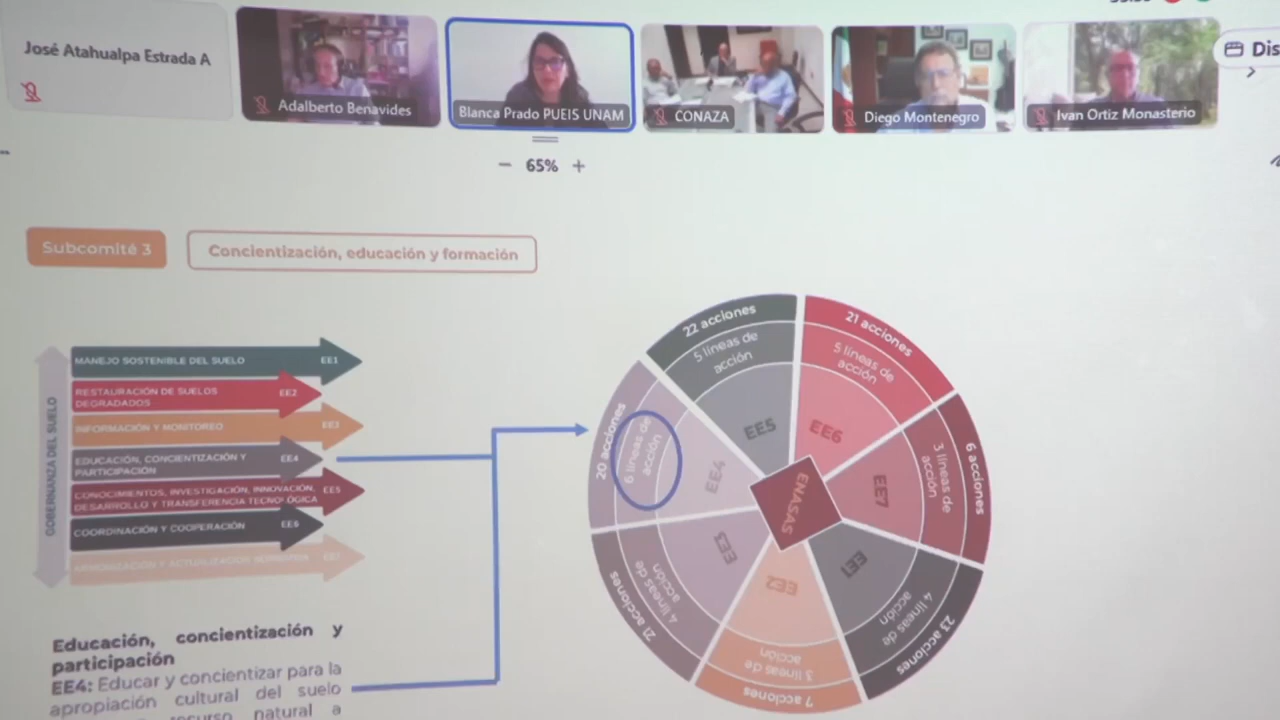 José Atahualpa Estrada A
Adalberto Benavides
Blanca Prado PUEIS UNAM
CONAZA
Diego Montenegro
Ivan Ortiz Monasterio
Dis
65%
Subcomité 3
Concientización, educación y formación
GOBERNANZA DEL SUELO
MANEJO SOSTENIBLE DEL SUELO
EE1
RESTAURACIÓN DE SUELOS
DEGRADADOS
EE2
INFORMACIÓN Y MONITOREO
EE3
EDUCACIÓN, CONCIENTIZACIÓN Y
PARTICIPACIÓN
EE4
CONOCIMIENTOS, INVESTIGACIÓN, INNOVACIÓN,
DESARROLLO Y TRANSFERENCIA TECNOLÓGICA
EE5
COORDINACIÓN Y COOPERACIÓN
EE6
Educación, concientización y
participación
EE4: Educar y concientizar para la
apropiación cultural del suelo
recurso natural a
22 acciones
5 líneas de
acción
EE5
21 acciones
5 líneas de
acción
EE6
6 acciones
3 líneas de
acción
EE7
23 acciones
4 líneas de
acción
EE1
7 acciones
3 líneas de
acción
EE2
21 acciones
4 líneas de
acción
EE3
20 acciones
6 líneas de
acción
EE4
ENASAS